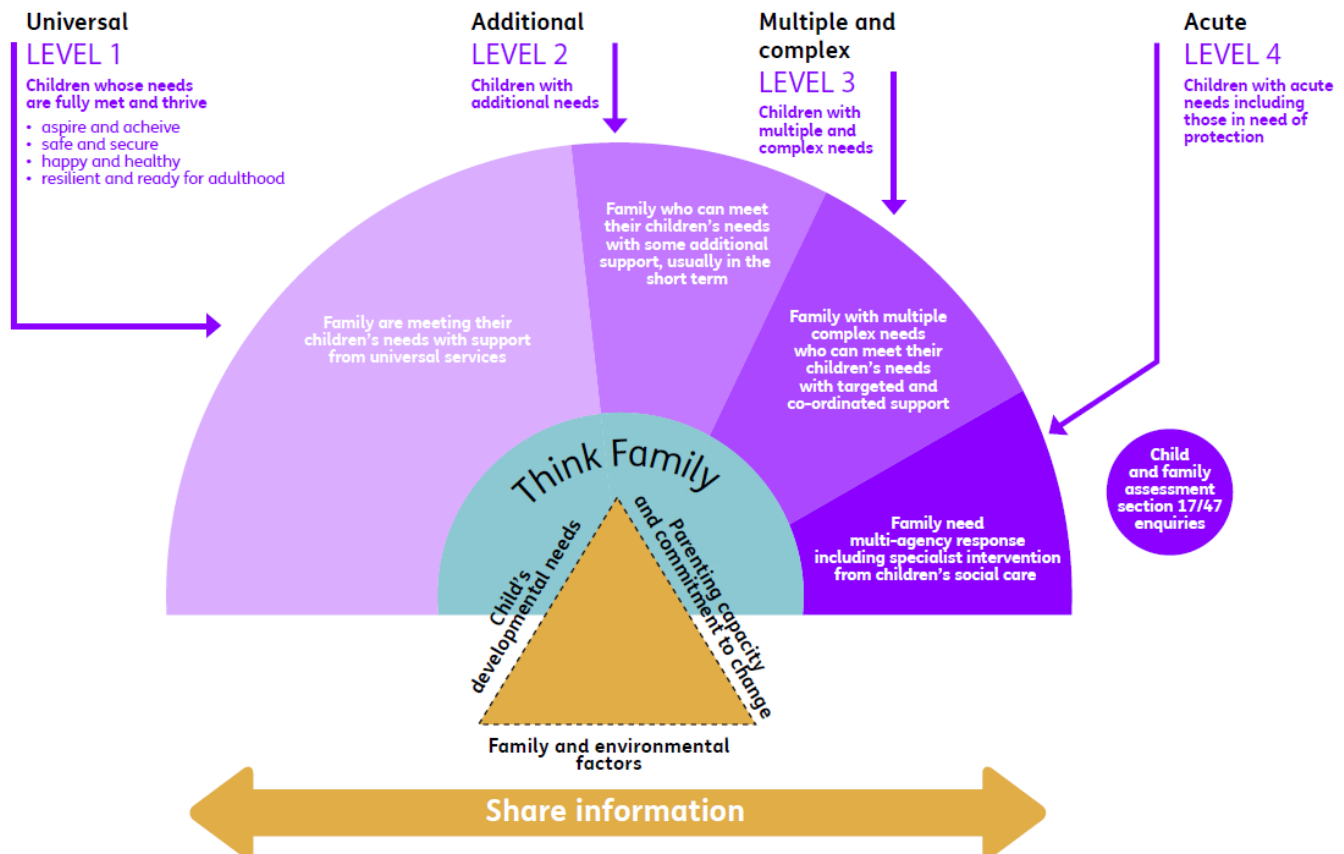 Universal
LEVEL 1
Children whose needs
are fully met and thrive
• aspire and acheive
• safe and secure
• happy and healthy
• resilient and ready for adulthood
Additional
LEVEL 2
Children with
additional needs
Multiple and
complex
LEVEL 3
Children with
multiple and
complex needs
Acute
LEVEL 4
Children with acute
needs including
those in need of
protection
Family are meeting their
children's needs with support
from universal services
Family who can meet
their children's needs
with some additional
support, usually in the
short term
Family with multiple
complex needs
who can meet their
children's needs
with targeted and
co-ordinated support
Family need
multi-agency response
including specialist intervention
from children's social care
Child
and family
assessment
section 17/47
enquiries
Think Family
Child's
developmental needs
Parenting capacity
and commitment to change
Family and environmental
factors
Share information